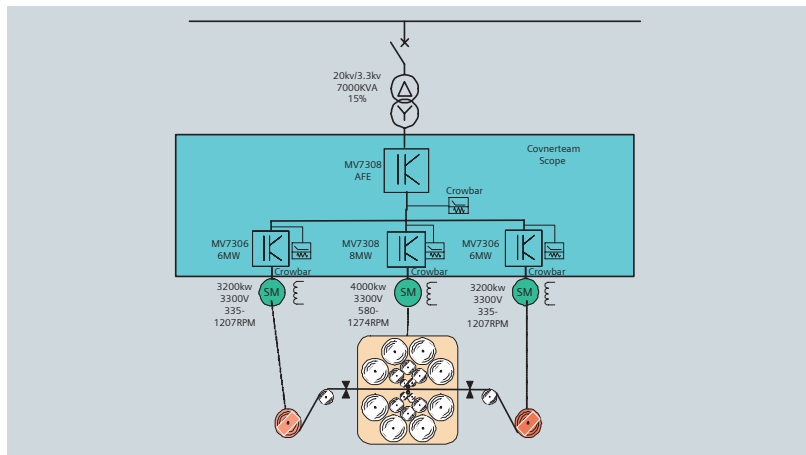 20kv/3.3kv
7000KVA
15%
Covnerteam
Scope
MV7308
AFE
Crowbar
MV7306
6MW
MV7308
8MW
MV7306
6MW
Crowbar
Crowbar
Crowbar
3200kw
3300V
335-
1207RPM
SM
4000kw
3300V
580-
1274RPM
SM
3200kw
3300V
335-
1207RPM
SM